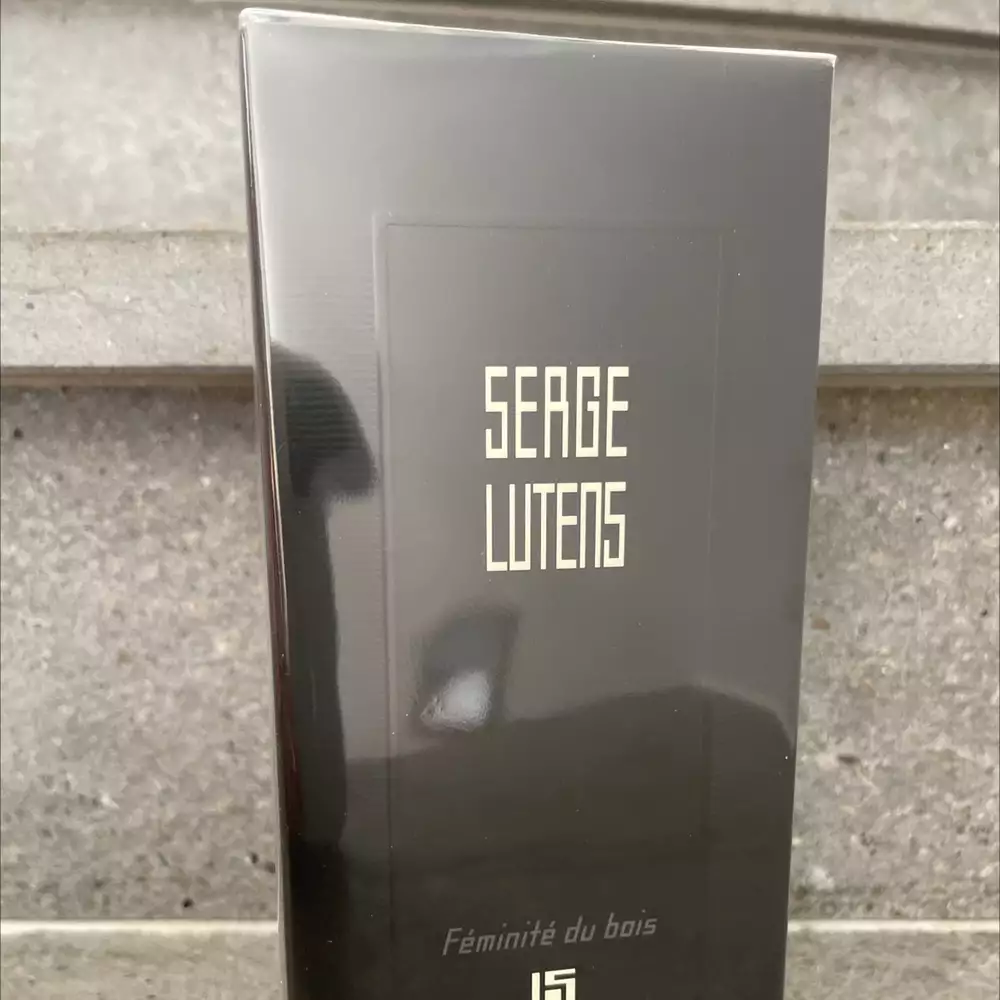 SERGE
LUTENS
Féminité du bois